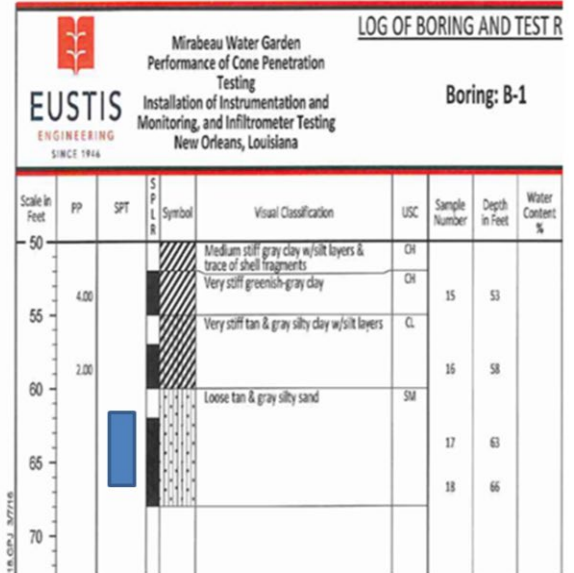 LOG OF BORING AND TEST R
Mirabeau Water Garden
Performance of Cone Penetration
Testing
Installation of Instrumentation and
Monitoring, and Infiltrometer Testing
New Orleans, Louisiana
EUSTIS
ENGINEERING
SINCE 1946
Boring: B-1
Scale in
Feet
PP
SPT
S
P
L
R
Symbol
Visual Classification
USC
Sample
Number
Depth
in Feet
Water
Content
%
50
Medium stiff gray clay w/silt layers &
trace of shell fragments
CH
Very stiff greenish-gray clay
CH
4.00
15
53
55
Very stiff tan & gray silty clay w/silt layers
CL
2.00
16
58
60
Loose tan & gray silty sand
SM
17
63
65
18
66
70
3/7/16